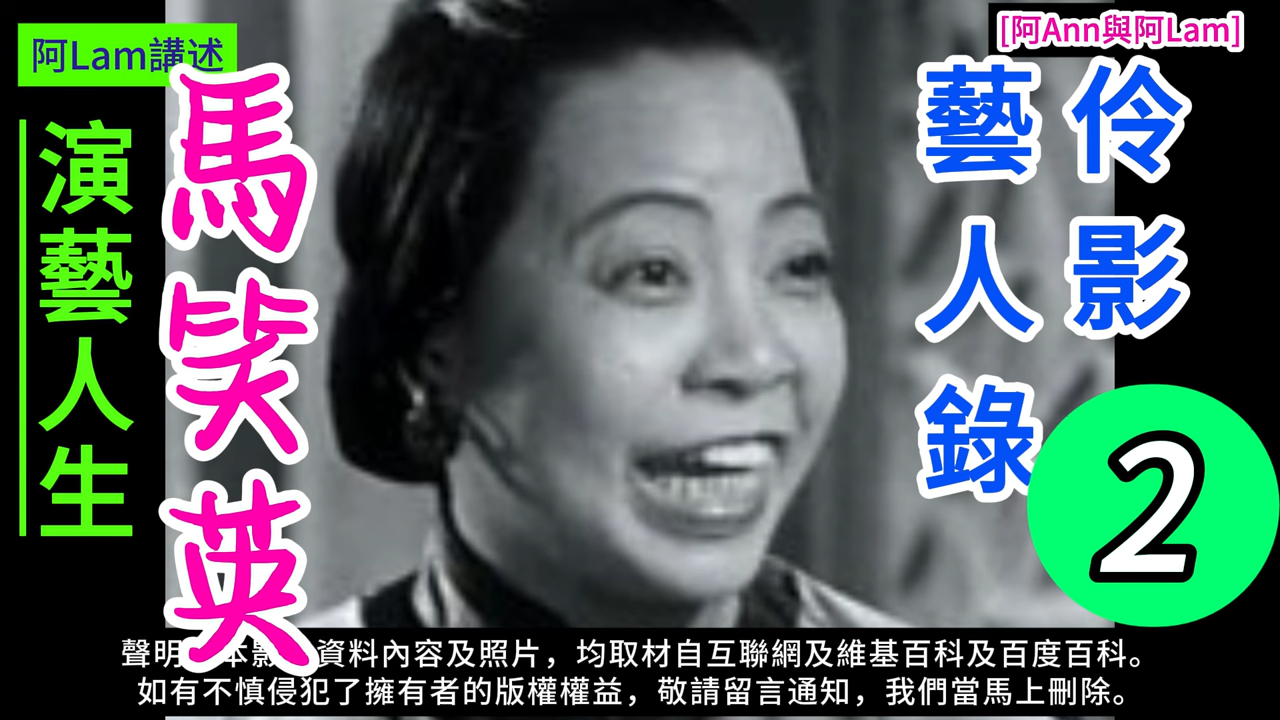 阿Lam講述
[阿Ann與阿Lam]
演藝人生
馬笑英
伶影
藝人錄
2
聲明 本影 資料內容及照片，均取材自互聯網及維基百科及百度百科。
如有不慎侵犯了擁有者的版權權益，敬請留言通知，我們當馬上刪除。